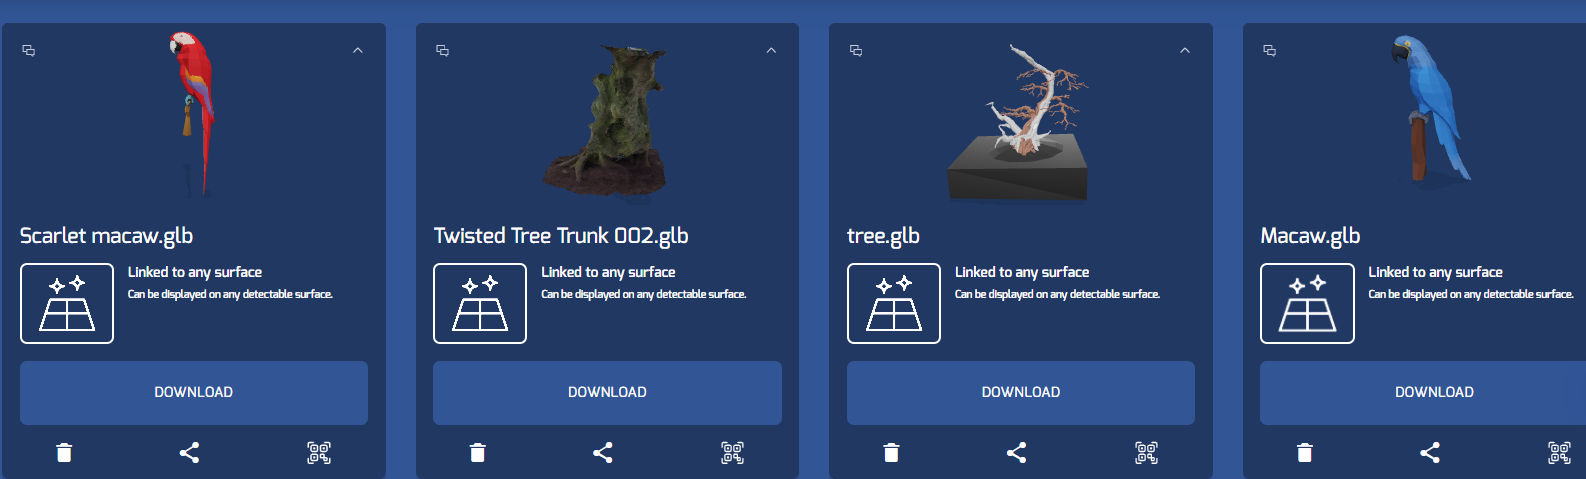 Scarlet macaw.glb
Linked to any surface
Can be displayed on any detectable surface.
DOWNLOAD
Twisted Tree Trunk 002.glb
Linked to any surface
Can be displayed on any detectable surface.
DOWNLOAD
tree.glb
Linked to any surface
Can be displayed on any detectable surface.
DOWNLOAD
Macaw.glb
Linked to any surface
Can be displayed on any detectable surface.
DOWNLOAD